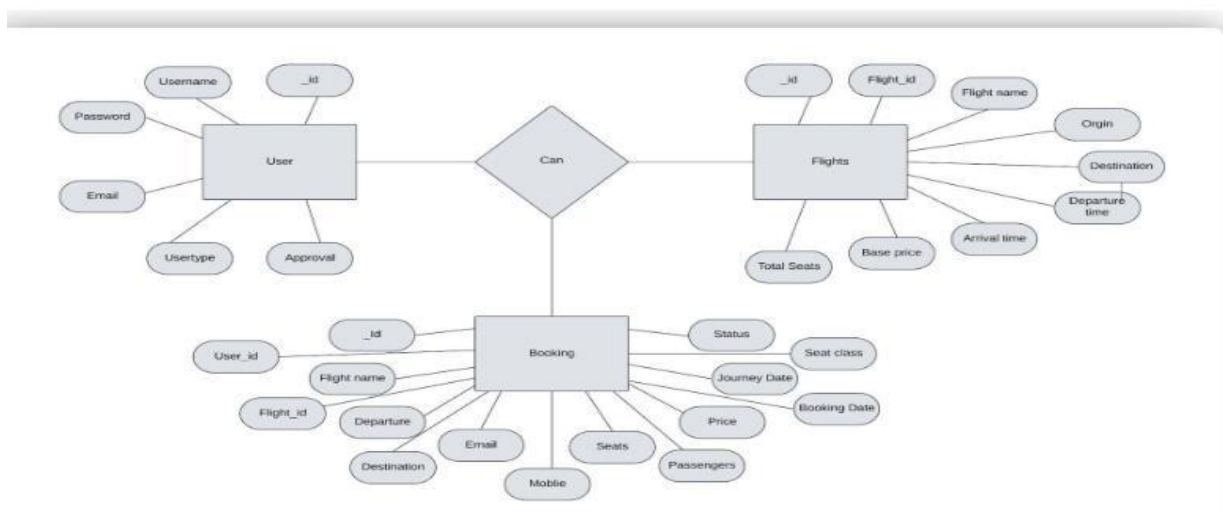 Username
_id
Password
User
Email
Usertype
Approval
Can
_id
Flight_id
Flight name
Orgin
Flights
Destination
Departure
time
Arrival time
Base price
Total Seats
_Id
Status
User_id
Booking
Seat class
Flight name
Journey Date
Flight_id
Booking Date
Departure
Price
Email
Seats
Destination
Passengers
Moblie